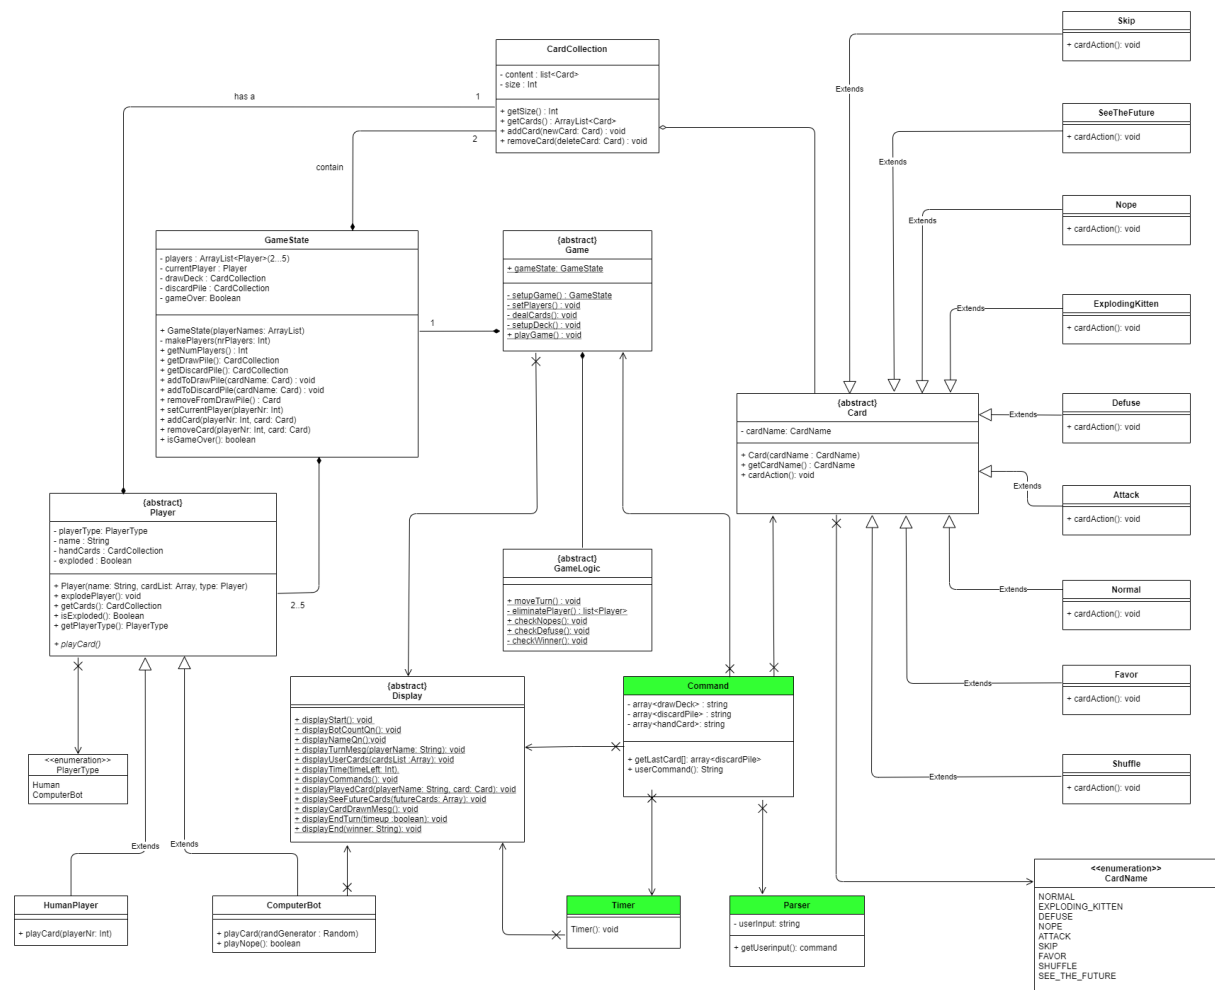 CardCollection
- content : list<Card>
- size : Int
+ getSize() : Int
+ getCards() : ArrayList<Card>
+ addCard(newCard: Card) : void
+ removeCard(deleteCard: Card) : void
has a
1
2
contain
GameState
- players : ArrayList<Player>(2...5)
- currentPlayer : Player
- drawDeck : CardCollection
- discardPile : CardCollection
- gameOver: Boolean
+ GameState(playerNames: ArrayList)
- makePlayers(nrPlayers: Int)
+ getNumPlayers() : Int
+ getDrawPile(): CardCollection
+ getDiscardPile(): CardCollection
+ addToDrawPile(cardName: Card) : void
+ addToDiscardPile(cardName: Card) : void
+ removeFromDrawPile() : Card
+ setCurrentPlayer(playerNr: Int)
+ addCard(playerNr: Int, card: Card)
+ removeCard(playerNr: Int, card: Card)
+ isGameOver(): boolean
1
{abstract}
Game
+ gameState: GameState
- setupGame() : GameState
- setPlayers() : void
- dealCards(): void
- setupDeck() : void
+ playGame() : void
{abstract}
Player
- playerType: PlayerType
- name : String
- handCards : CardCollection
- exploded : Boolean
+ Player(name: String, cardList: Array, type: Player)
+ explodePlayer(): void
+ getCards(): CardCollection
+ isExploded(): Boolean
+ getPlayerType(): PlayerType
+ playCard()
2..5
{abstract}
GameLogic
+ moveTurn() : void
- eliminatePlayer() : list<Player>
+ checkNopes(): void
+ checkDefuse(): void
- checkWinner(): void
<<enumeration>>
PlayerType
Human
ComputerBot
Extends
Extends
HumanPlayer
+ playCard(playerNr: Int)
ComputerBot
+ playCard(randGenerator : Random)
+ playNope(): boolean
{abstract}
Display
+ displayStart(): void
+ displayBotCountQn(): void
+ displayNameQn():void
+ displayTurnMesg(playerName: String): void
+ displayUserCards(cardsList :Array): void
+ displayTime(timeLeft: Int)
+ displayCommands(): void
+ displayPlayedCard(playerName: String, card: Card): void
+ displaySeeFutureCards(futureCards: Array): void
+ displayCardDrawnMesg(): void
+ displayEndTurn(timeup :boolean): void
+ displayEnd(winner: String): void
Command
- array<drawDeck> : string
- array<discardPile> : string
- array<handCard>: string
+ getLastCard[]: array<discardPile>
+ userCommand(): String
Timer
Timer(): void
Parser
- userInput: string
+ getUserinput(): command
{abstract}
Card
- cardName: CardName
+ Card(cardName : CardName)
+ getCardName() : CardName
+ cardAction(): void
Skip
+ cardAction(): void
Extends
SeeTheFuture
+ cardAction(): void
Extends
Nope
+ cardAction(): void
Extends
ExplodingKitten
+ cardAction(): void
Extends
Defuse
+ cardAction(): void
Extends
Attack
+ cardAction(): void
Extends
Normal
+ cardAction(): void
Extends
Favor
+ cardAction(): void
Extends
Shuffle
+ cardAction(): void
Extends
<<enumeration>>
CardName
NORMAL
EXPLODING_KITTEN
DEFUSE
NOPE
ATTACK
SKIP
FAVOR
SHUFFLE
SEE_THE_FUTURE